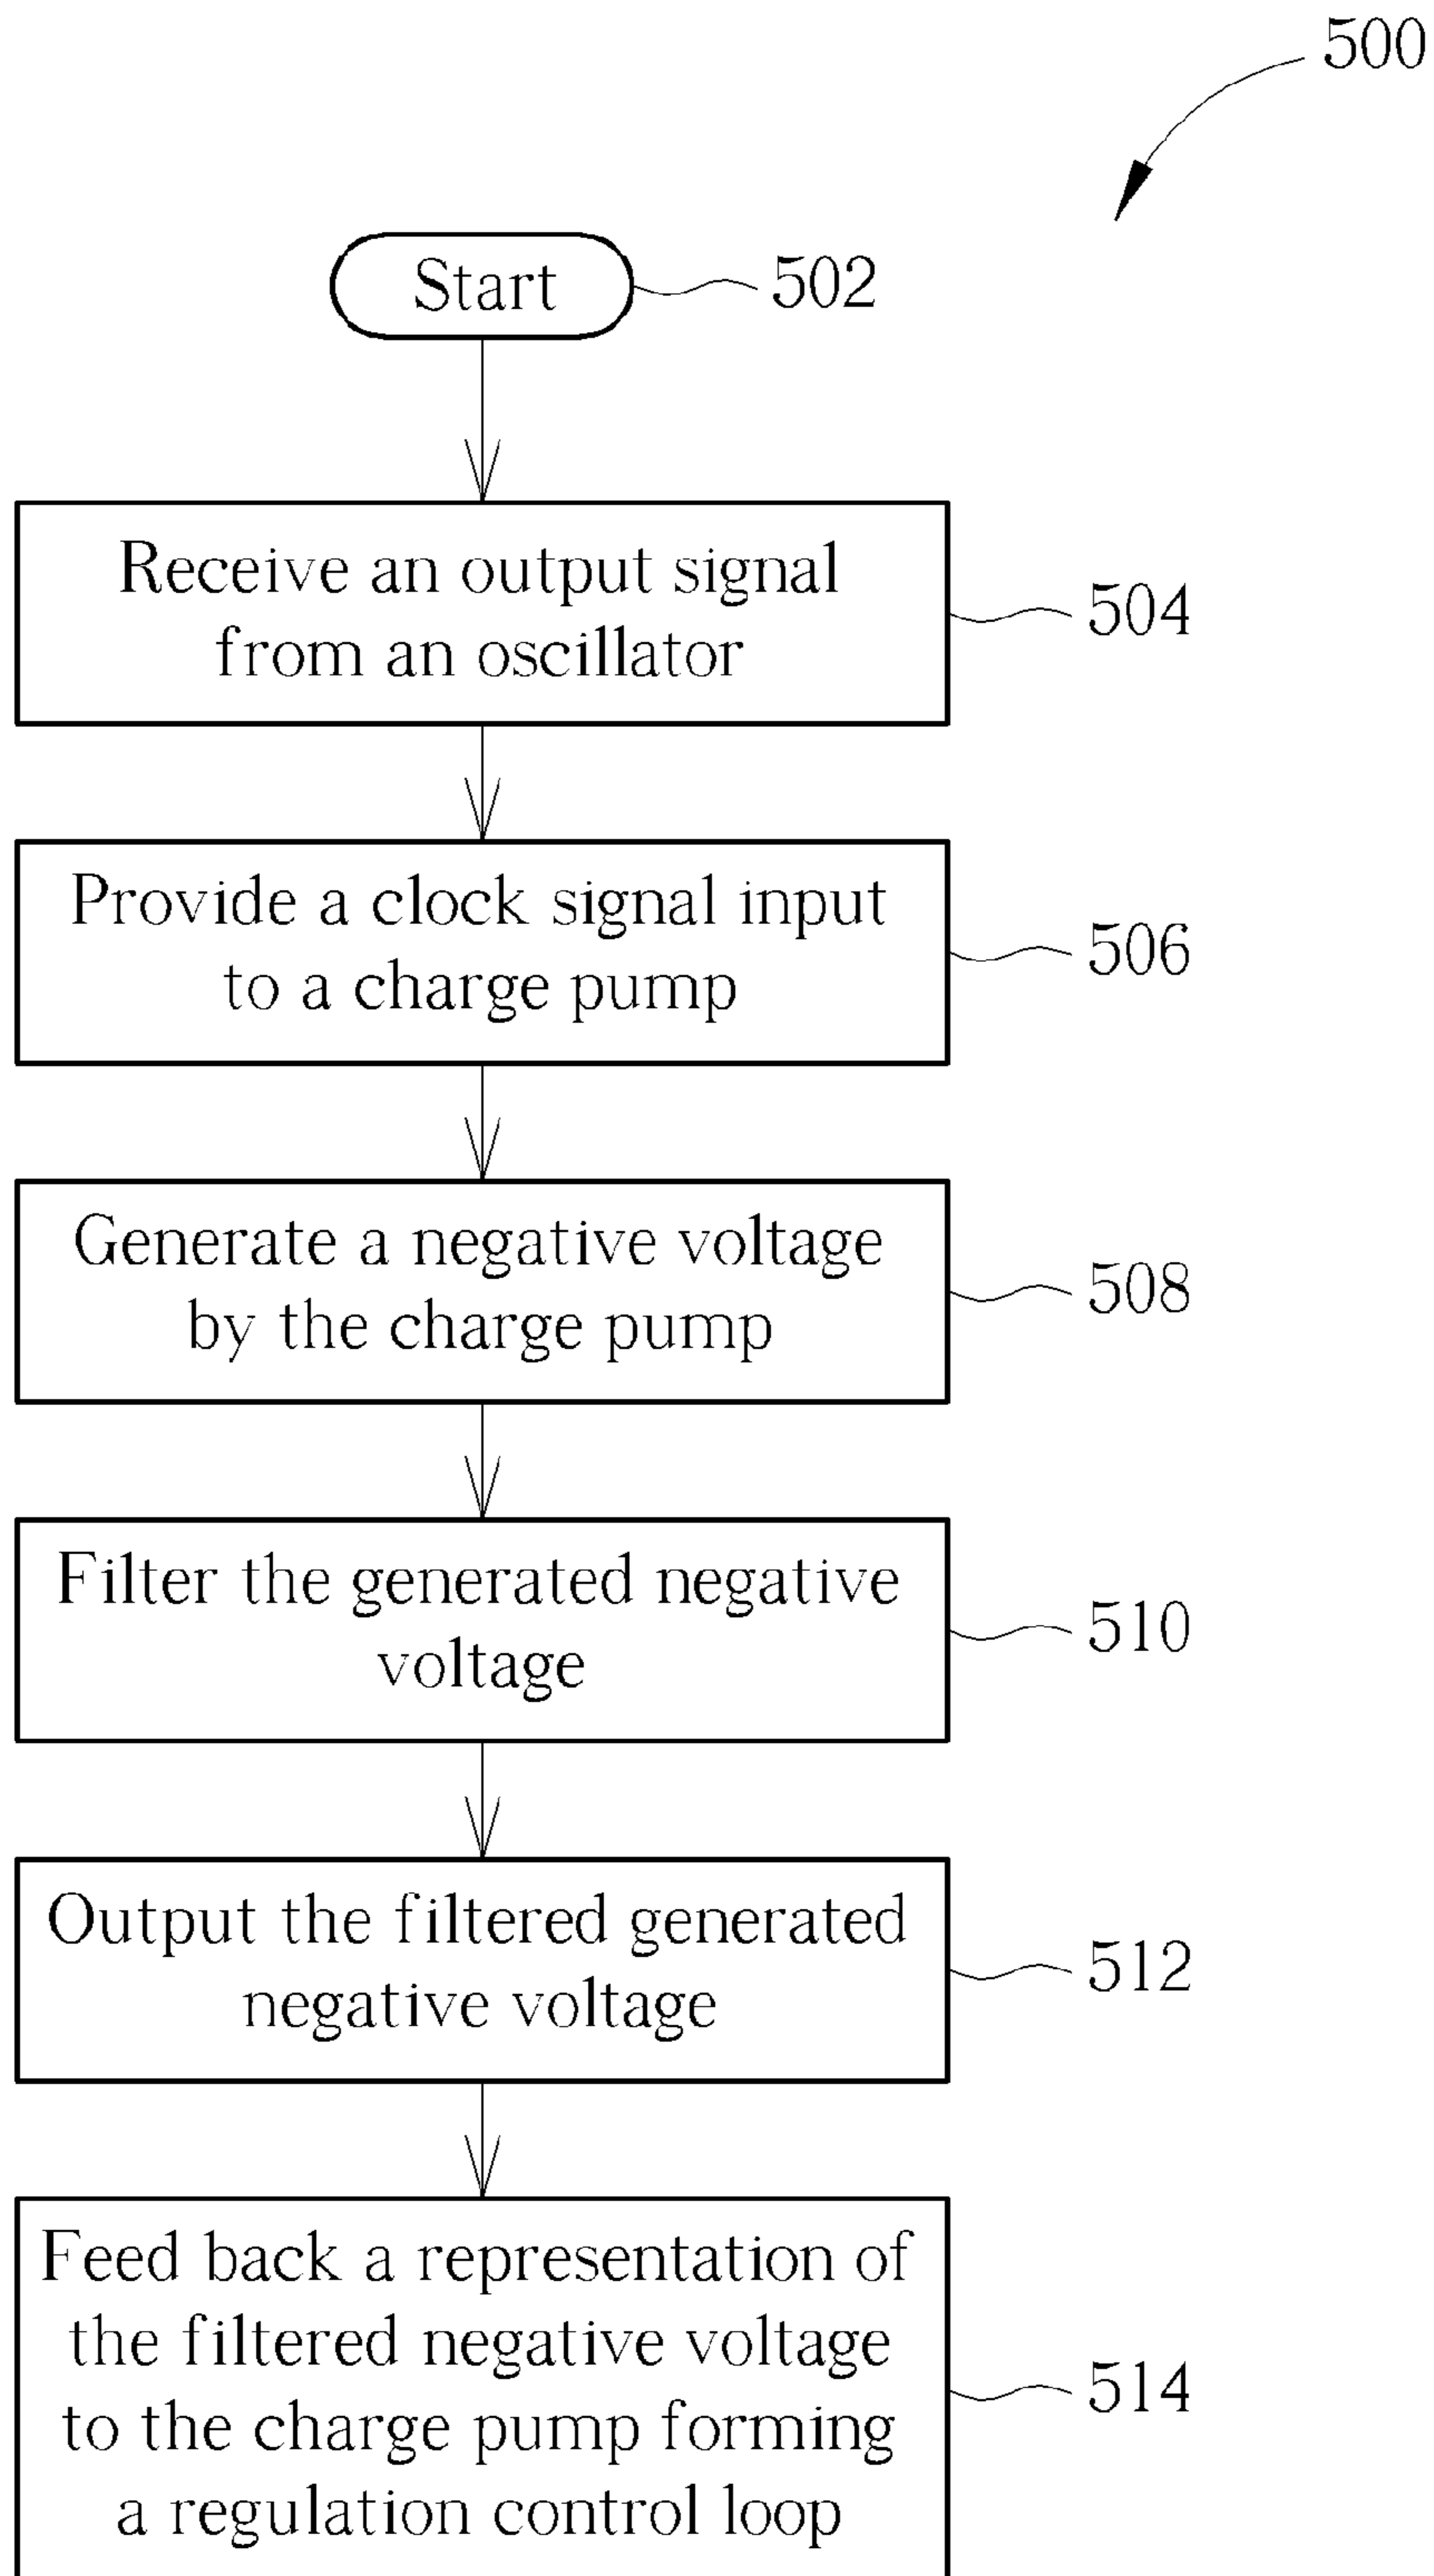 500
Start
502
Receive an output signal
from an oscillator
504
Provide a clock signal input
to a charge pump
506
Generate a negative voltage
by the charge pump
508
Filter the generated negative
voltage
510
Output the filtered generated
negative voltage
512
Feed back a representation of
the filtered negative voltage
to the charge pump forming
a regulation control loop
514